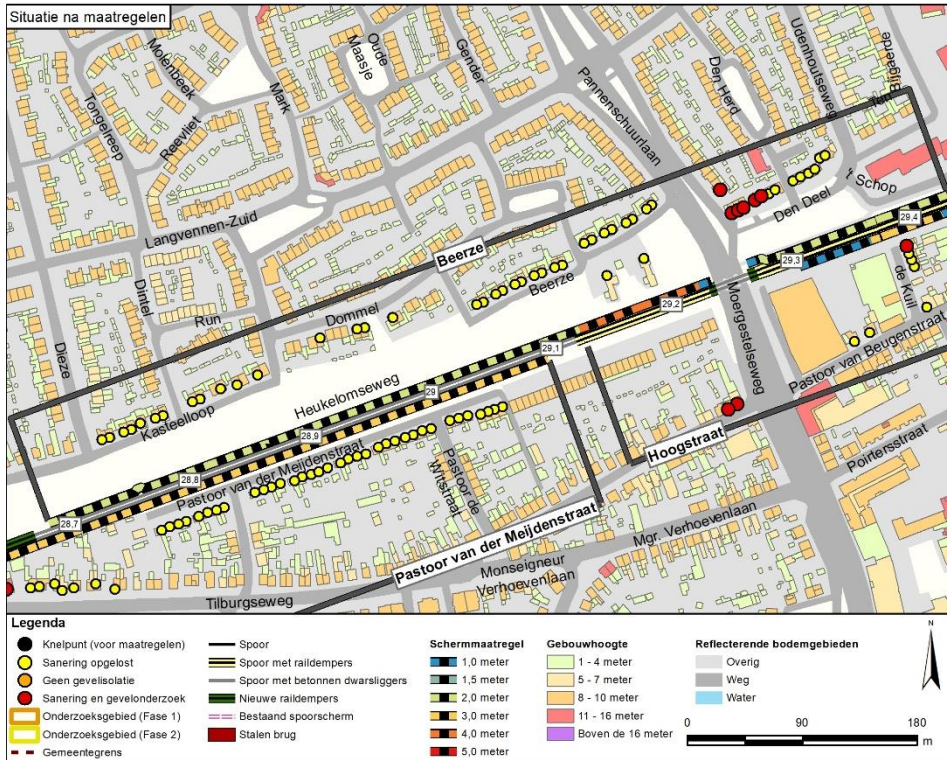 Situatie na maatregelen
Molenbeek
Oude
Maasje
Gender
Mark
Tongelreep
Reevliet
Pannenschuurlaan
Den Herd
Udenhoutseweg
't Schop
Den Deel
Langvennen-Zuid
Beerze
Beerze
Dommel
Run
Dintel
Dieze
Kasteelloop
Heukelomseweg
29,4
29,3
29,2
29,1
29
28,9
28,8
28,7
Moergestelseweg
de Kuil
Pastoor van Beugenstraat
Pastoor van der Meijdenstraat
Pastoor de
Witstraat
Hoogstraat
Poirtersstraat
Pastoor van der Meijdenstraat
Mgr. Verhoevenlaan
Monseigneur
Verhoevenlaan
Tilburgseweg
Legenda
Knelpunt (voor maatregelen)
Sanering opgelost
Geen gevelisolatie
Sanering en gevelonderzoek
Onderzoeksgebied (Fase 1)
Onderzoeksgebied (Fase 2)
Gemeentegrens
Spoor
Spoor met raildempers
Spoor met betonnen dwarsliggers
Nieuwe raildempers
Bestaand spoorscherm
Stalen brug
Schermmaatregel
1,0 meter
1,5 meter
2,0 meter
3,0 meter
4,0 meter
5,0 meter
Gebouwhoogte
1 - 4 meter
5 - 7 meter
8 - 10 meter
11 - 16 meter
Boven de 16 meter
Reflecterende bodemgebieden
Overig
Weg
Water
N
0 90 180
m